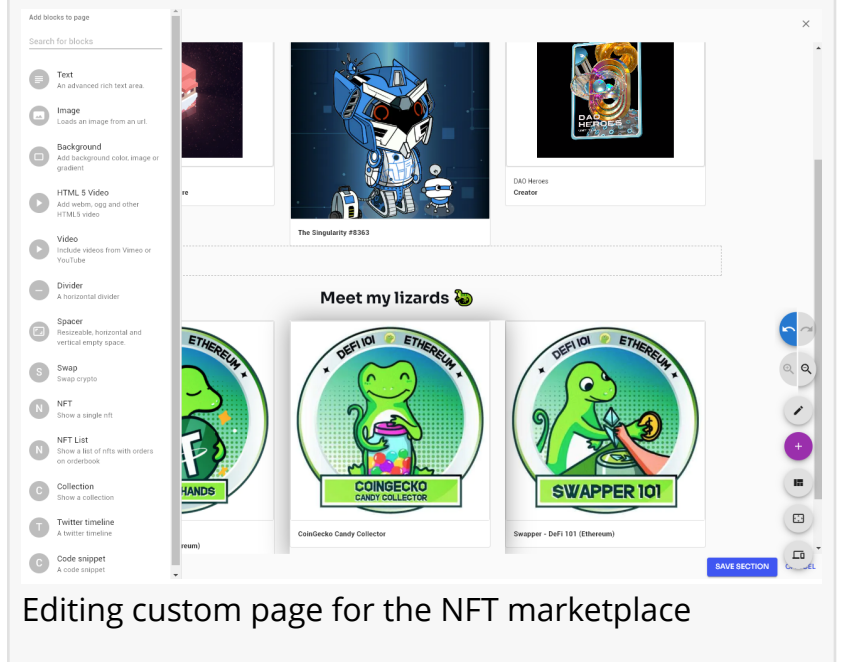 Add blocks to page
Search for blocks
Text
An advanced rich text area.
Image
Loads an image from an url.
Background
Add background color, image or
gradient
HTML 5 Video
Add webm, ogg and other
HTML5 video
Video
Include videos from Vimeo or
YouTube
Divider
A horizontal divider
Spacer
Resizeable, horizontal and
vertical empty space.
S
Swap
Swap crypto
N
NFT
Show a single nft
N
NFT List
Show a list of nfts with orders
on orderbook
C
Collection
Show a collection
T
Twitter timeline
A twitter timeline
C
Code snippet
A code snippet
re
The Singularity #8363
DAO
HEROES
DAO Heroes
Creator
Meet my lizards
ETHEREUM
HANDS
reum)
DEFI 101 ETHEREUM
COINGECKO
CANDY COLLECTOR
CoinGecko Candy Collector
DEFI 101 ETHEREUM
SWAPPER 101
Swapper - DeFi 101 (Ethereum)
SAVE SECTION
Editing custom page for the NFT marketplace